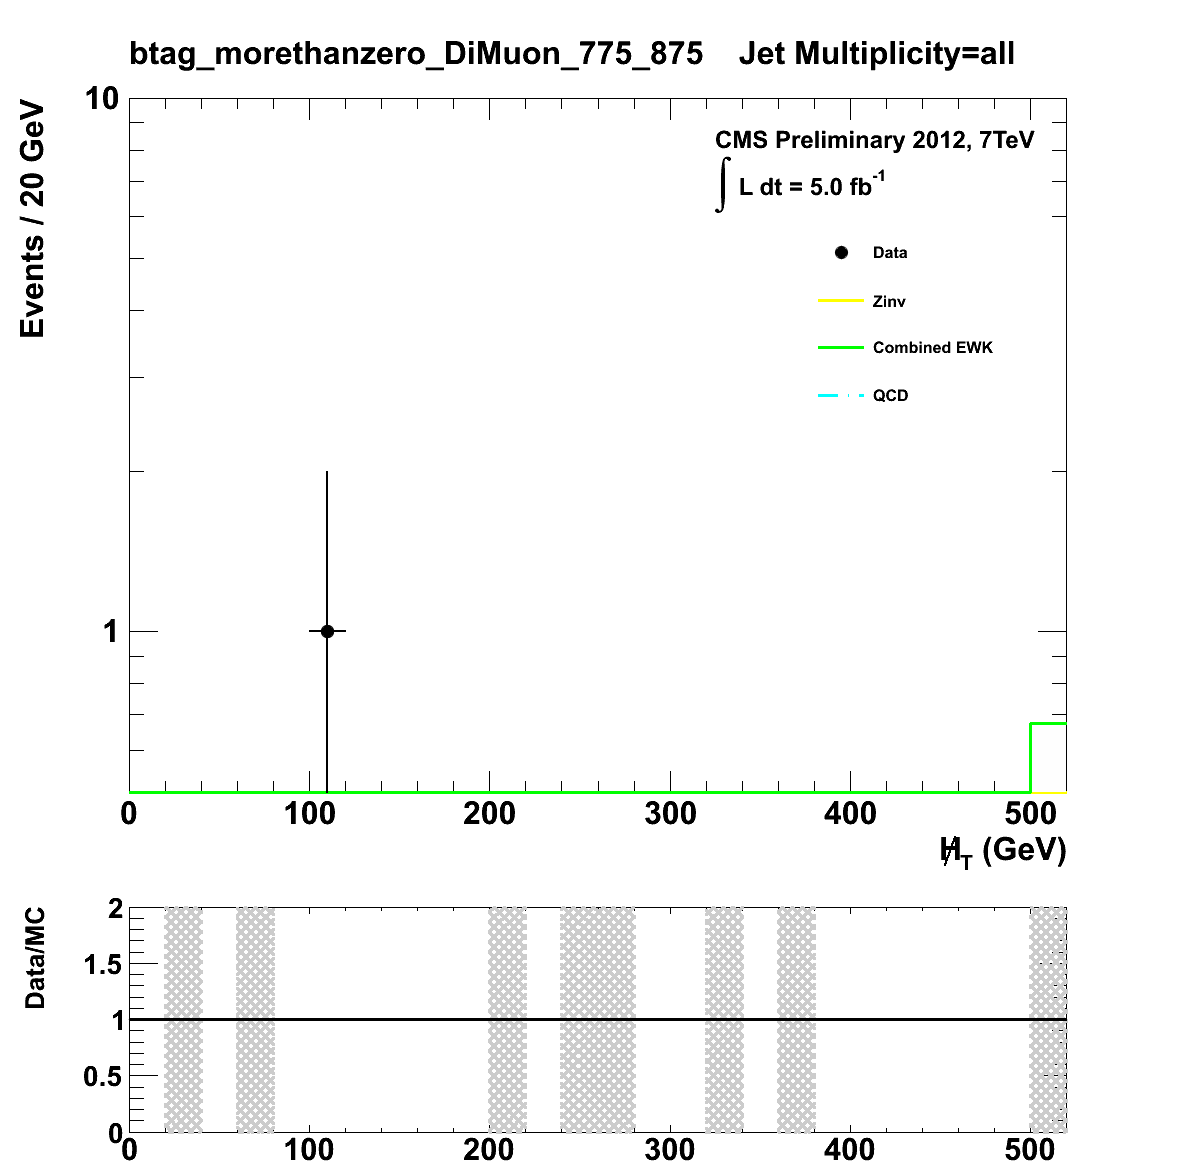 btag_morethanzero_DiMuon_775_875 Jet Multiplicity=all
Events / 20 GeV
10
1
CMS Preliminary 2012, 7TeV
∫ L dt = 5.0 fb⁻¹
Data
Zinv
Combined EWK
QCD
0 100 200 300 400 500
H̸_T (GeV)
Data/MC
2
1.5
1
0.5
0
0 100 200 300 400 500